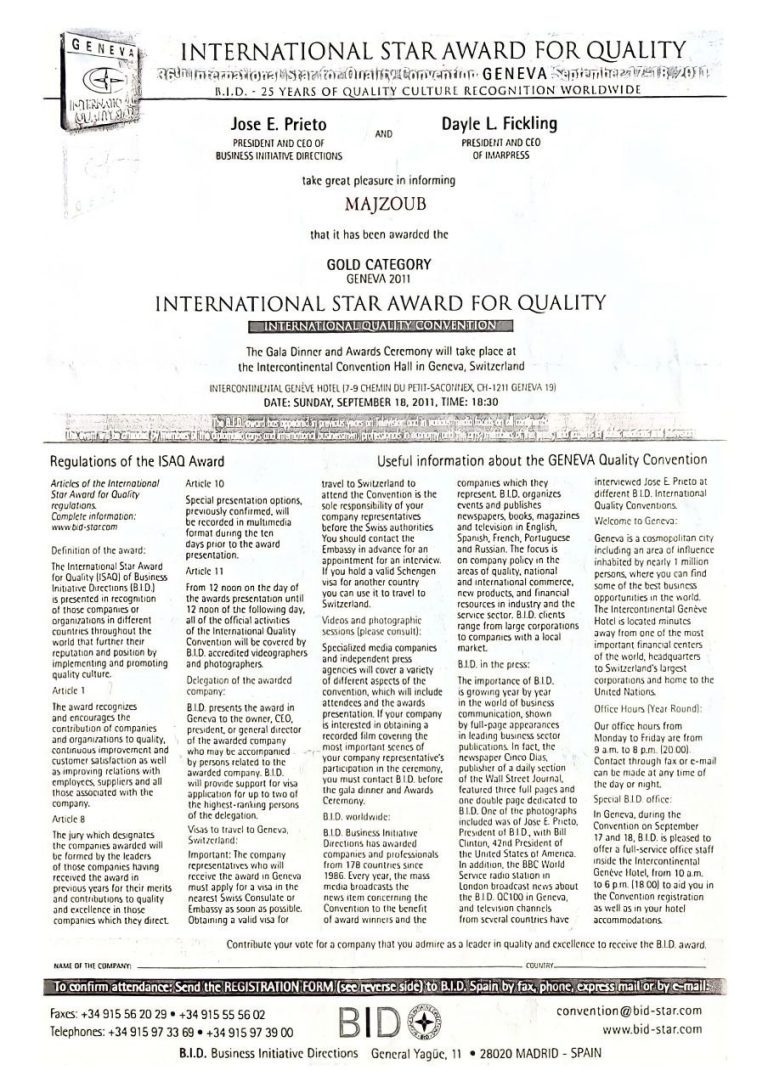 GENEVA
INTERNATIONAL STAR AWARD FOR QUALITY
36th International Star for Quality Convention GENEVA September 17-18, 2011
B.I.D. - 25 YEARS OF QUALITY CULTURE RECOGNITION WORLDWIDE
Jose E. Prieto
PRESIDENT AND CEO OF
BUSINESS INITIATIVE DIRECTIONS
AND
Dayle L. Fickling
PRESIDENT AND CEO
OF IMARPRESS
take great pleasure in informing
MAJZOUB
that it has been awarded the
GOLD CATEGORY
GENEVA 2011
INTERNATIONAL STAR AWARD FOR QUALITY
INTERNATIONAL QUALITY CONVENTION
The Gala Dinner and Awards Ceremony will take place at
the Intercontinental Convention Hall in Geneva, Switzerland
INTERCONTINENTAL GENÈVE HOTEL (7-9 CHEMIN DU PETIT-SACONNEX, CH-1211 GENEVA 19)
DATE: SUNDAY, SEPTEMBER 18, 2011, TIME: 18:30
The B.I.D. award has appeared in previous years on television and in various media
Regulations of the ISAQ Award
Articles of the International
Star Award for Quality
regulations.
Complete information:
www.bid-star.com
Definition of the award:
The International Star Award
for Quality (ISAQ) of Business
Initiative Directions (B.I.D.)
is presented in recognition
of those companies or
organizations in different
countries throughout the
world that further their
reputation and position by
implementing and promoting
quality culture.
Article 1
The award recognizes
and encourages the
contribution of companies
and organizations to quality,
continuous improvement and
customer satisfaction as well
as improving relations with
employees, suppliers and all
those associated with the
company.
Article 8
The jury which designates
the companies awarded will
be formed by the leaders
of those companies having
received the award in
previous years for their merits
and contributions to quality
and excellence in those
companies which they direct.
Article 10
Special presentation options,
previously confirmed, will
be recorded in multimedia
format during the ten
days prior to the award
presentation.
Article 11
From 12 noon on the day of
the awards presentation until
12 noon of the following day,
all of the official activities
of the International Quality
Convention will be covered by
B.I.D. accredited videographers
and photographers.
Delegation of the awarded
company:
B.I.D. presents the award in
Geneva to the owner, CEO,
president, or general director
of the awarded company
who may be accompanied
by persons related to the
awarded company. B.I.D.
will provide support for visa
application for up to two of
the highest-ranking persons
of the delegation.
Visas to travel to Geneva,
Switzerland:
Important: The company
representatives who will
receive the award in Geneva
must apply for a visa in the
nearest Swiss Consulate or
Embassy as soon as possible.
Obtaining a valid visa for
Useful information about the GENEVA Quality Convention
travel to Switzerland to
attend the Convention is the
sole responsibility of your
company representatives
before the Swiss authorities
You should contact the
Embassy in advance for an
appointment for an interview.
If you hold a valid Schengen
visa for another country
you can use it to travel to
Switzerland.
Videos and photographic
sessions (please consult):
Specialized media companies
and independent press
agencies will cover a variety
of different aspects of the
convention, which will include
attendees and the awards
presentation. If your company
is interested in obtaining a
recorded film covering the
most important scenes of
your company representative's
participation in the ceremony,
you must contact B.I.D. before
the gala dinner and Awards
Ceremony.
B.I.D. worldwide:
B.I.D. Business Initiative
Directions has awarded
companies and professionals
from 178 countries since
1986. Every year, the mass
media broadcasts the
news item concerning the
Convention to the benefit
of award winners and the
companies which they
represent. B.I.D. organizes
events and publishes
newspapers, books, magazines
and television in English,
Spanish, French, Portuguese
and Russian. The focus is
on company policy in the
areas of quality, national
and international commerce,
new products, and financial
resources in industry and the
service sector. B.I.D. clients
range from large corporations
to companies with a local
market.
B.I.D. in the press:
The importance of B.I.D.
is growing year by year
in the world of business
communication, shown
by full-page appearances
in leading business sector
publications. In fact, the
newspaper Cinco Dias,
publisher of a daily section
of the Wall Street Journal,
featured three full pages and
one double page dedicated to
B.I.D. One of the photographs
included was of Jose E. Prieto,
President of B.I.D., with Bill
Clinton, 42nd President of
the United States of America.
In addition, the BBC World
Service radio station in
London broadcast news about
the B.I.D. QC100 in Geneva,
and television channels
from several countries have
interviewed Jose E. Prieto at
different B.I.D. International
Quality Conventions.
Welcome to Geneva:
Geneva is a cosmopolitan city
including an area of influence
inhabited by nearly 1 million
persons, where you can find
some of the best business
opportunities in the world.
The Intercontinental Genève
Hotel is located minutes
away from one of the most
important financial centers
of the world, headquarters
to Switzerland's largest
corporations and home to the
United Nations.
Office Hours (Year Round):
Our office hours from
Monday to Friday are from
9 a.m. to 8 p.m. (20:00).
Contact through fax or e-mail
can be made at any time of
the day or night.
Special B.I.D. office:
In Geneva, during the
Convention on September
17 and 18, B.I.D. is pleased to
offer a full-service office staff
inside the Intercontinental
Genève Hotel, from 10 a.m.
to 6 p.m. (18:00) to aid you in
the Convention registration
as well as in your hotel
accommodations.
Contribute your vote for a company that you admire as a leader in quality and excellence to receive the B.I.D. award.
NAME OF THE COMPANY: COUNTRY
To confirm attendance: Send the REGISTRATION FORM (see reverse side) to B.I.D. Spain by fax, phone, express mail or by e-mail:
Faxes: +34 915 56 20 29 • +34 915 55 56 02
Telephones: +34 915 97 33 69 • +34 915 97 39 00
BID
convention@bid-star.com
www.bid-star.com
B.I.D. Business Initiative Directions General Yagüe, 11 • 28020 MADRID - SPAIN